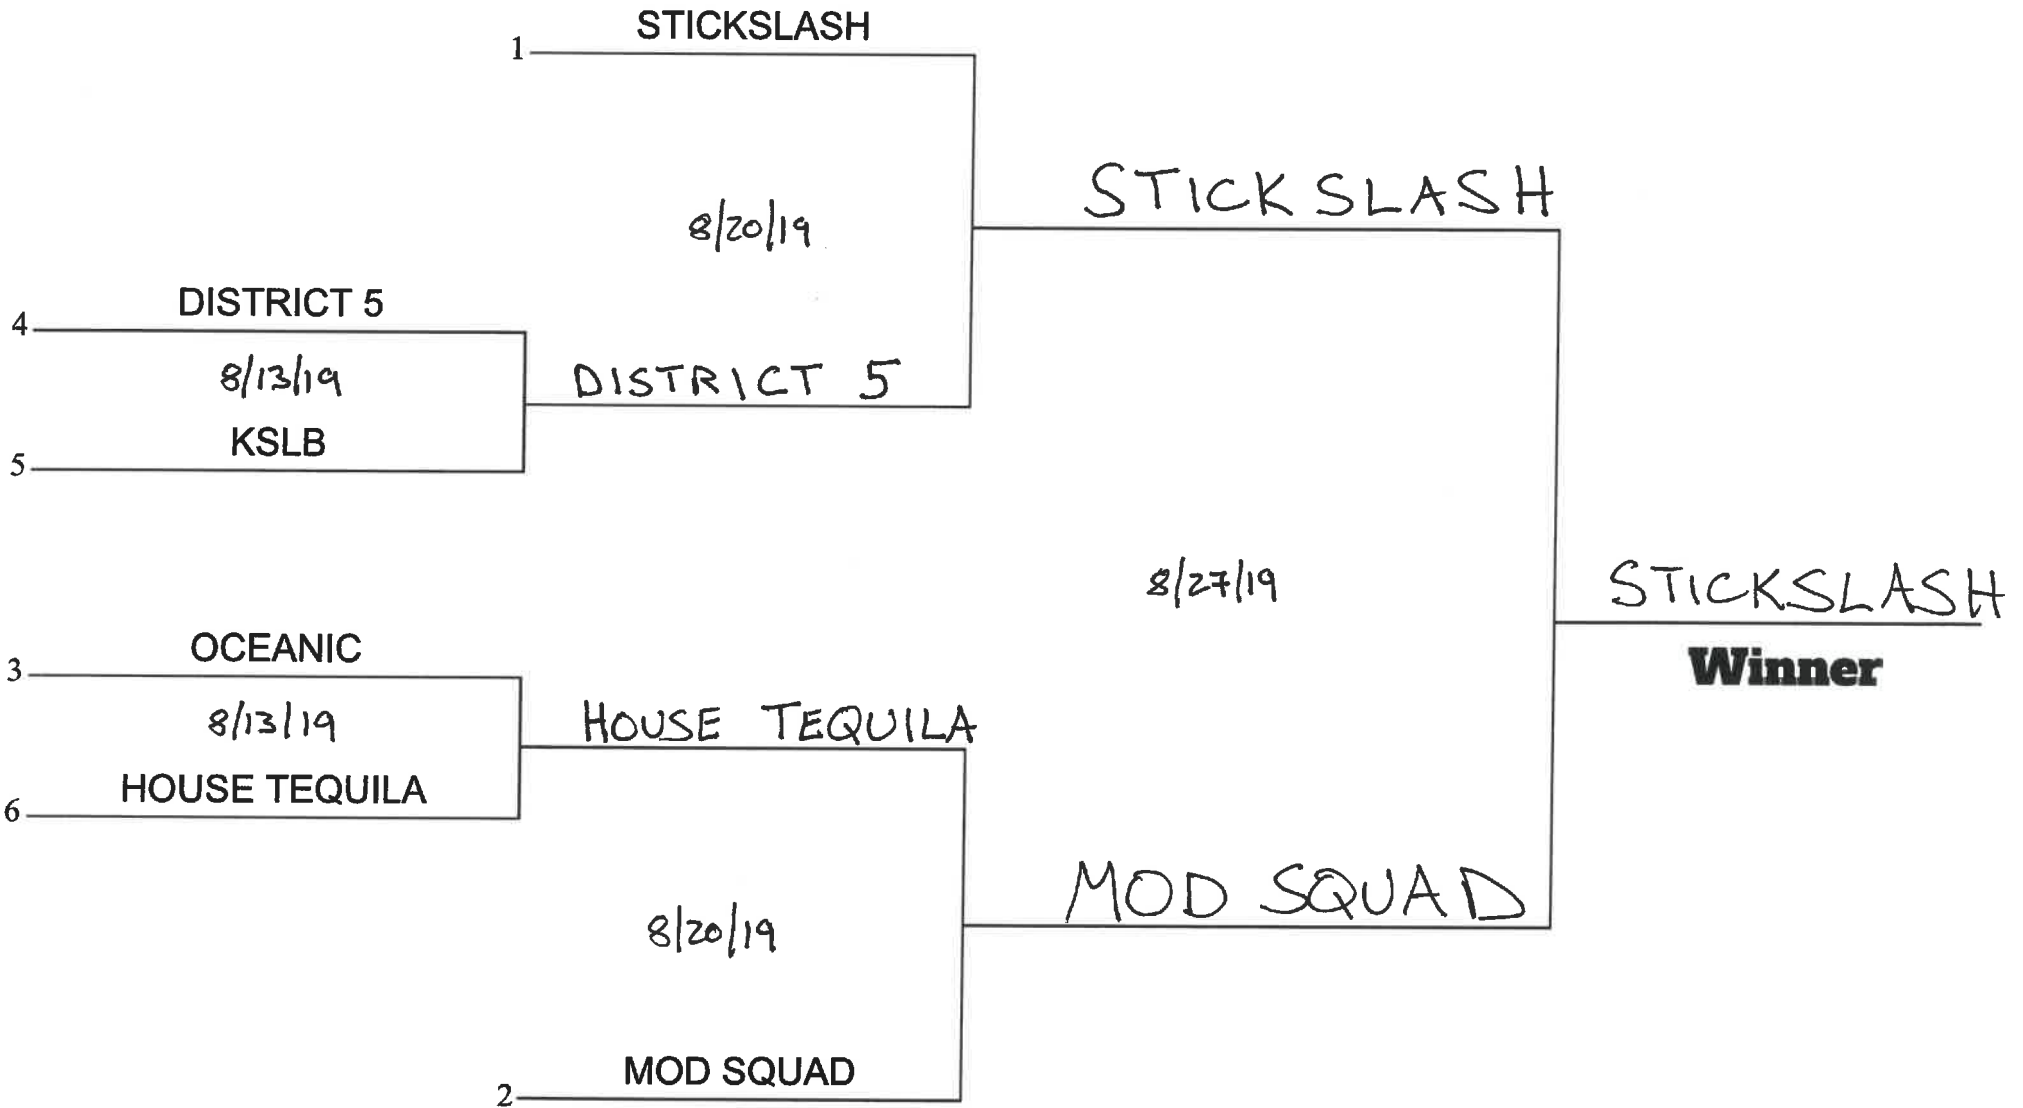 STICKSLASH
1
STICKSLASH
8/20/19
DISTRICT 5
4
8/13/19
DISTRICT 5
KSLB
5
8/27/19
STICKSLASH
Winner
OCEANIC
3
8/13/19
HOUSE TEQUILA
HOUSE TEQUILA
6
MOD SQUAD
8/20/19
MOD SQUAD
2